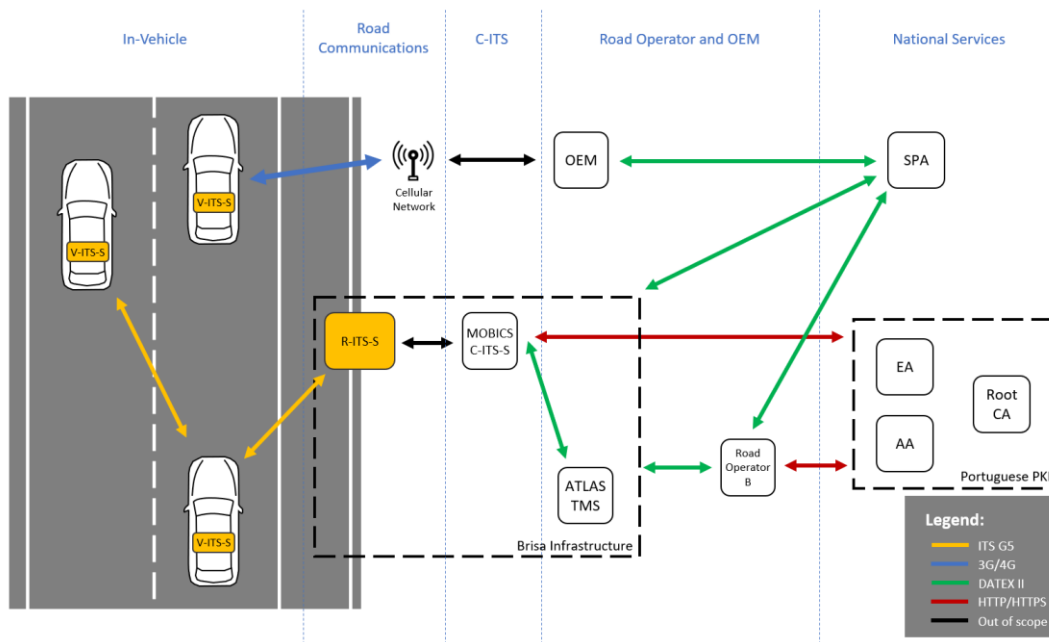 In-Vehicle
Road
Communications
C-ITS
Road Operator and OEM
National Services
V-ITS-S
V-ITS-S
Cellular
Network
OEM
SPA
R-ITS-S
MOBICS
C-ITS-S
EA
Root
CA
AA
Portuguese PKI
Road
Operator
B
ATLAS
TMS
Brisa Infrastructure
V-ITS-S
Legend:
ITS G5
3G/4G
DATEX II
HTTP/HTTPS
Out of scope